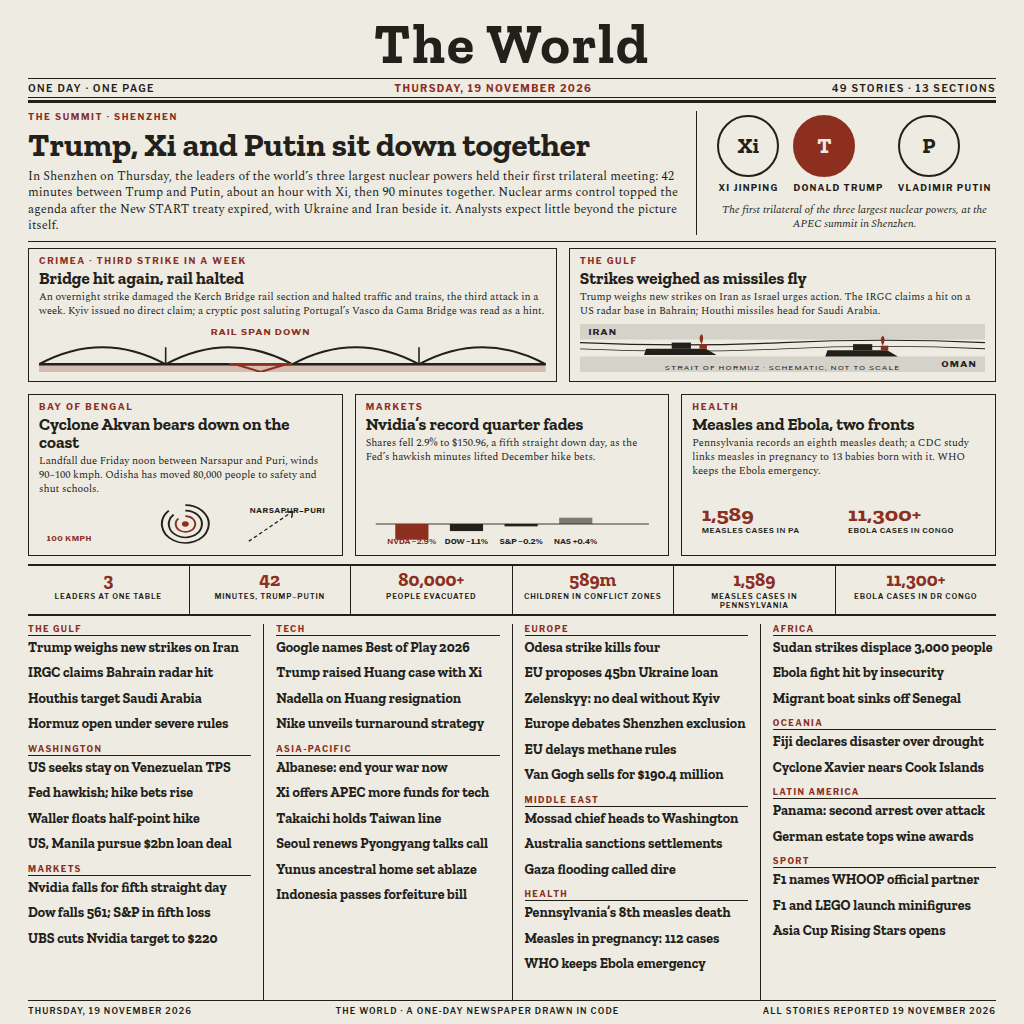 The World
ONE DAY · ONE PAGE
THURSDAY, 19 NOVEMBER 2026
49 STORIES · 13 SECTIONS
THE SUMMIT · SHENZHEN
Trump, Xi and Putin sit down together
In Shenzhen on Thursday, the leaders of the world's three largest nuclear powers held their first trilateral meeting: 42
minutes between Trump and Putin, about an hour with Xi, then 90 minutes together. Nuclear arms control topped the
agenda after the New START treaty expired, with Ukraine and Iran beside it. Analysts expect little beyond the picture
itself.
Xi
T
P
XI JINPING
DONALD TRUMP
VLADIMIR PUTIN
The first trilateral of the three largest nuclear powers, at the
APEC summit in Shenzhen.
CRIMEA · THIRD STRIKE IN A WEEK
Bridge hit again, rail halted
An overnight strike damaged the Kerch Bridge rail section and halted traffic and trains, the third attack in a
week. Kyiv issued no direct claim; a cryptic post saluting Portugal's Vasco da Gama Bridge was read as a hint.
RAIL SPAN DOWN
THE GULF
Strikes weighed as missiles fly
Trump weighs new strikes on Iran as Israel urges action. The IRGC claims a hit on a
US radar base in Bahrain; Houthi missiles head for Saudi Arabia.
IRAN
OMAN
STRAIT OF HORMUZ · SCHEMATIC, NOT TO SCALE
BAY OF BENGAL
Cyclone Akvan bears down on the
coast
Landfall due Friday noon between Narsapur and Puri, winds
90–100 kmph. Odisha has moved 80,000 people to safety and
shut schools.
NARSAPUR–PURI
100 KMPH
MARKETS
Nvidia's record quarter fades
Shares fell 2.9% to $150.96, a fifth straight down day, as the
Fed's hawkish minutes lifted December hike bets.
NVDA −2.9%
DOW −1.1%
S&P −0.2%
NAS +0.4%
HEALTH
Measles and Ebola, two fronts
Pennsylvania records an eighth measles death; a CDC study
links measles in pregnancy to 13 babies born with it. WHO
keeps the Ebola emergency.
1,589
MEASLES CASES IN PA
11,300+
EBOLA CASES IN CONGO
3
LEADERS AT ONE TABLE
42
MINUTES, TRUMP–PUTIN
80,000+
PEOPLE EVACUATED
589m
CHILDREN IN CONFLICT ZONES
1,589
MEASLES CASES IN
PENNSYLVANIA
11,300+
EBOLA CASES IN DR CONGO
THE GULF
Trump weighs new strikes on Iran
IRGC claims Bahrain radar hit
Houthis target Saudi Arabia
Hormuz open under severe rules
WASHINGTON
US seeks stay on Venezuelan TPS
Fed hawkish; hike bets rise
Waller floats half-point hike
US, Manila pursue $2bn loan deal
MARKETS
Nvidia falls for fifth straight day
Dow falls 561; S&P in fifth loss
UBS cuts Nvidia target to $220
TECH
Google names Best of Play 2026
Trump raised Huang case with Xi
Nadella on Huang resignation
Nike unveils turnaround strategy
ASIA-PACIFIC
Albanese: end your war now
Xi offers APEC more funds for tech
Takaichi holds Taiwan line
Seoul renews Pyongyang talks call
Yunus ancestral home set ablaze
Indonesia passes forfeiture bill
EUROPE
Odesa strike kills four
EU proposes 45bn Ukraine loan
Zelenskyy: no deal without Kyiv
Europe debates Shenzhen exclusion
EU delays methane rules
Van Gogh sells for $190.4 million
MIDDLE EAST
Mossad chief heads to Washington
Australia sanctions settlements
Gaza flooding called dire
HEALTH
Pennsylvania's 8th measles death
Measles in pregnancy: 112 cases
WHO keeps Ebola emergency
AFRICA
Sudan strikes displace 3,000 people
Ebola fight hit by insecurity
Migrant boat sinks off Senegal
OCEANIA
Fiji declares disaster over drought
Cyclone Xavier nears Cook Islands
LATIN AMERICA
Panama: second arrest over attack
German estate tops wine awards
SPORT
F1 names WHOOP official partner
F1 and LEGO launch minifigures
Asia Cup Rising Stars opens
THURSDAY, 19 NOVEMBER 2026
THE WORLD · A ONE-DAY NEWSPAPER DRAWN IN CODE
ALL STORIES REPORTED 19 NOVEMBER 2026